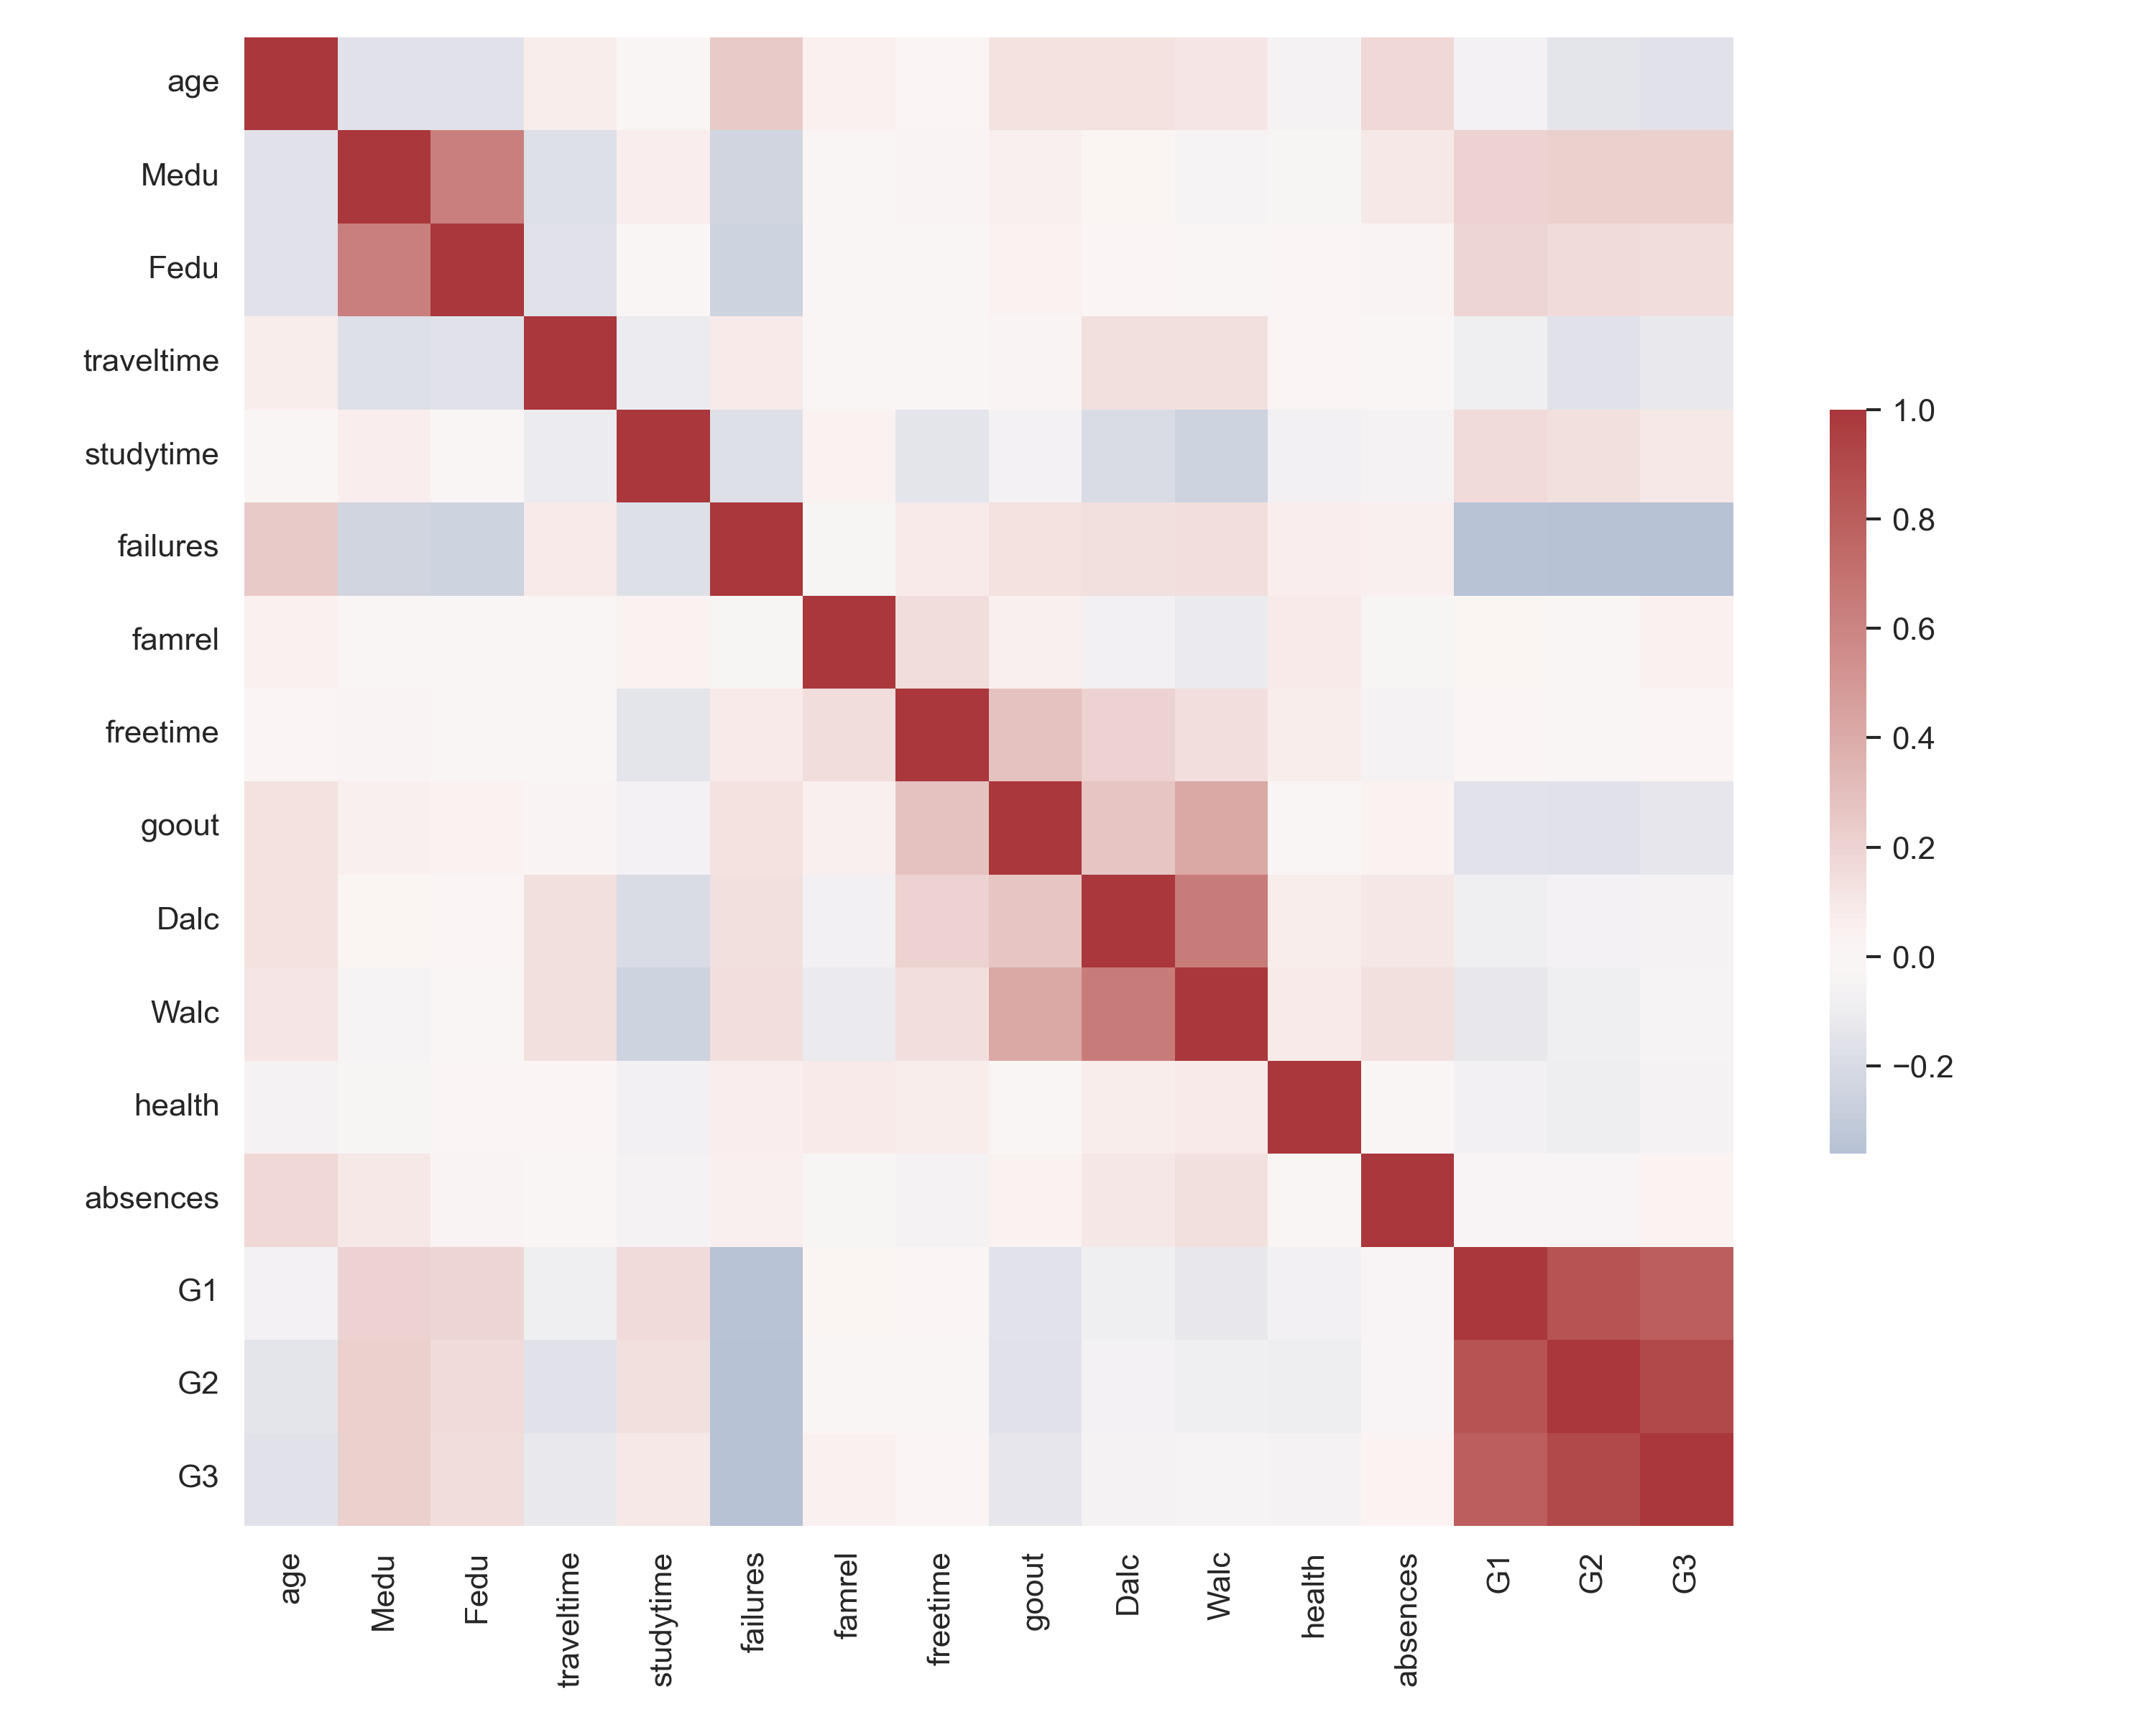 age
Medu
Fedu
traveltime
studytime
failures
famrel
freetime
goout
Dalc
Walc
health
absences
G1
G2
G3
age
Medu
Fedu
traveltime
studytime
failures
famrel
freetime
goout
Dalc
Walc
health
absences
G1
G2
G3
1.0
0.8
0.6
0.4
0.2
0.0
−0.2